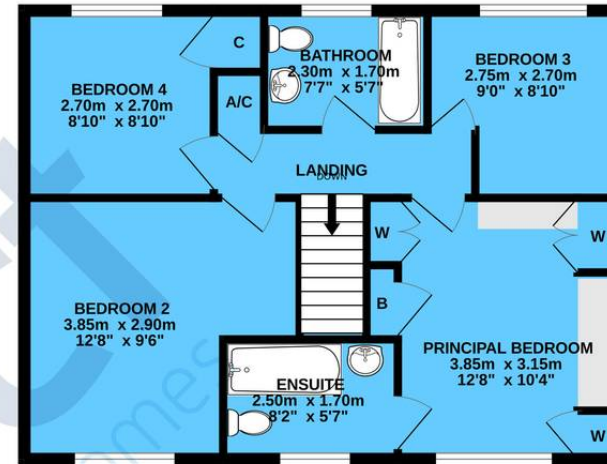 C
BATHROOM
2.30m x 1.70m
7'7" x 5'7"
BEDROOM 3
2.75m x 2.70m
9'0" x 8'10"
BEDROOM 4
2.70m x 2.70m
8'10" x 8'10"
A/C
LANDING
DOWN
W
W
B
BEDROOM 2
3.85m x 2.90m
12'8" x 9'6"
PRINCIPAL BEDROOM
3.85m x 3.15m
12'8" x 10'4"
ENSUITE
2.50m x 1.70m
8'2" x 5'7"
W
omes